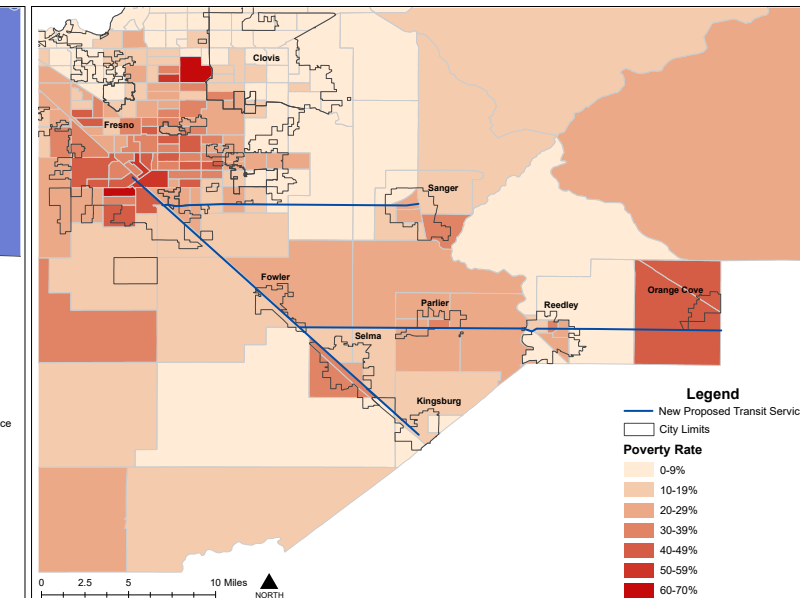 Clovis
Fresno
Sanger
Fowler
Orange Cove
Parlier
Reedley
Selma
Kingsburg
ce
Legend
New Proposed Transit Servic
City Limits
Poverty Rate
0-9%
10-19%
20-29%
30-39%
40-49%
50-59%
60-70%
0 2.5 5 10 Miles
NORTH